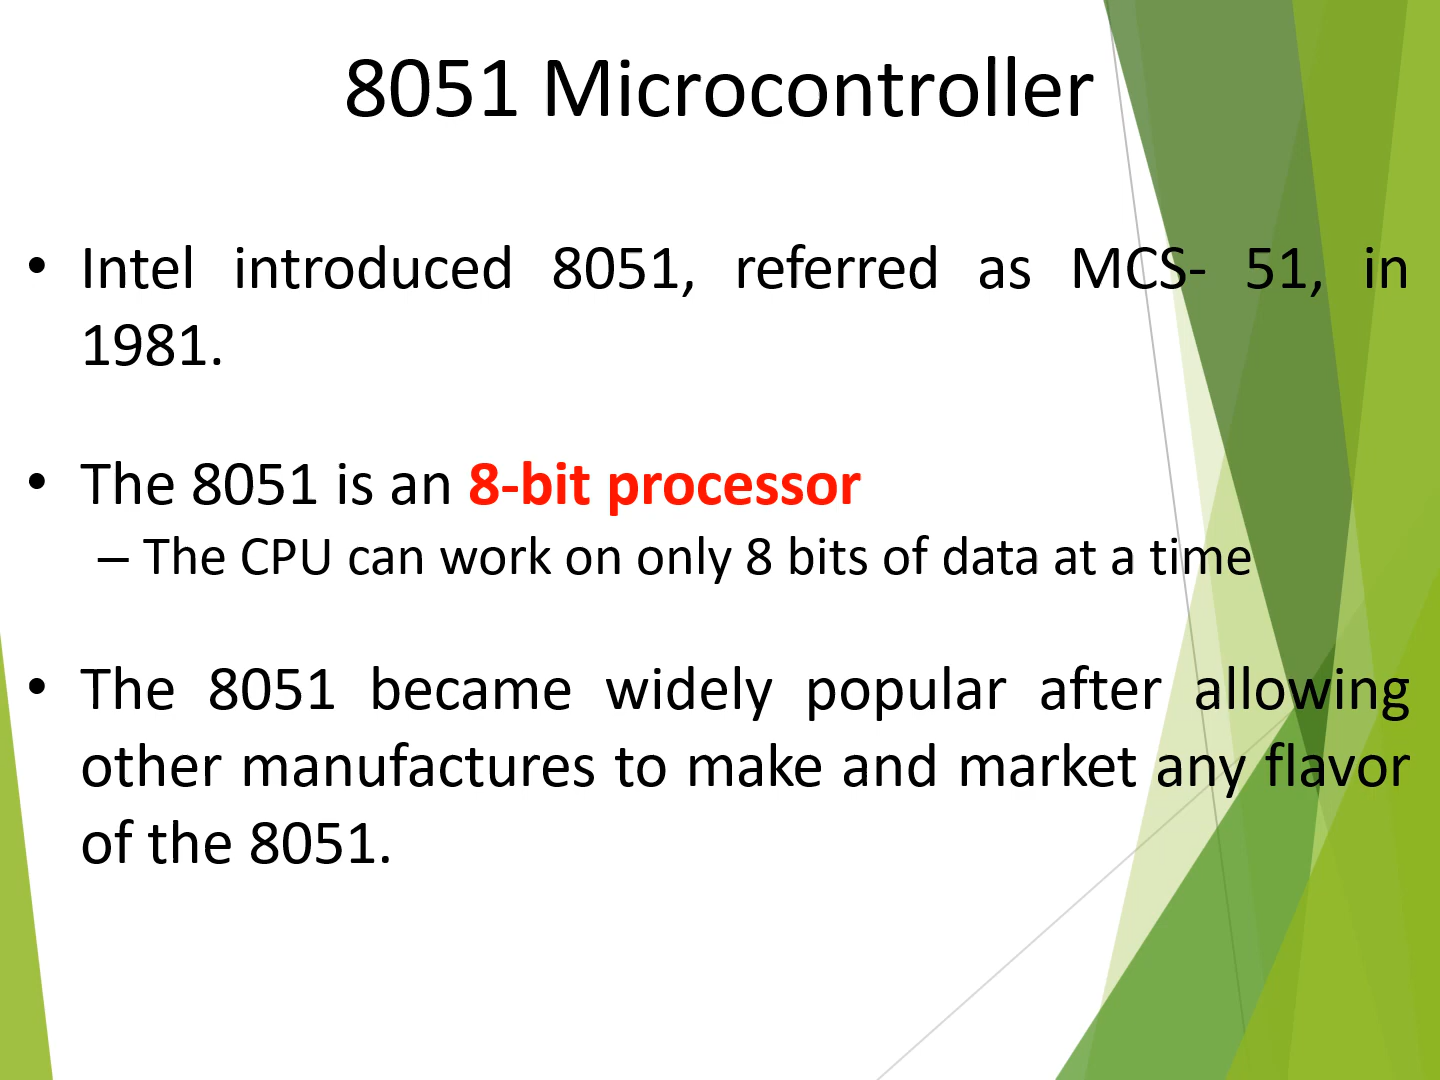 8051 Microcontroller
• Intel introduced 8051, referred as MCS- 51, in
1981.
• The 8051 is an 8-bit processor
– The CPU can work on only 8 bits of data at a time
• The 8051 became widely popular after allowing
other manufactures to make and market any flavor
of the 8051.